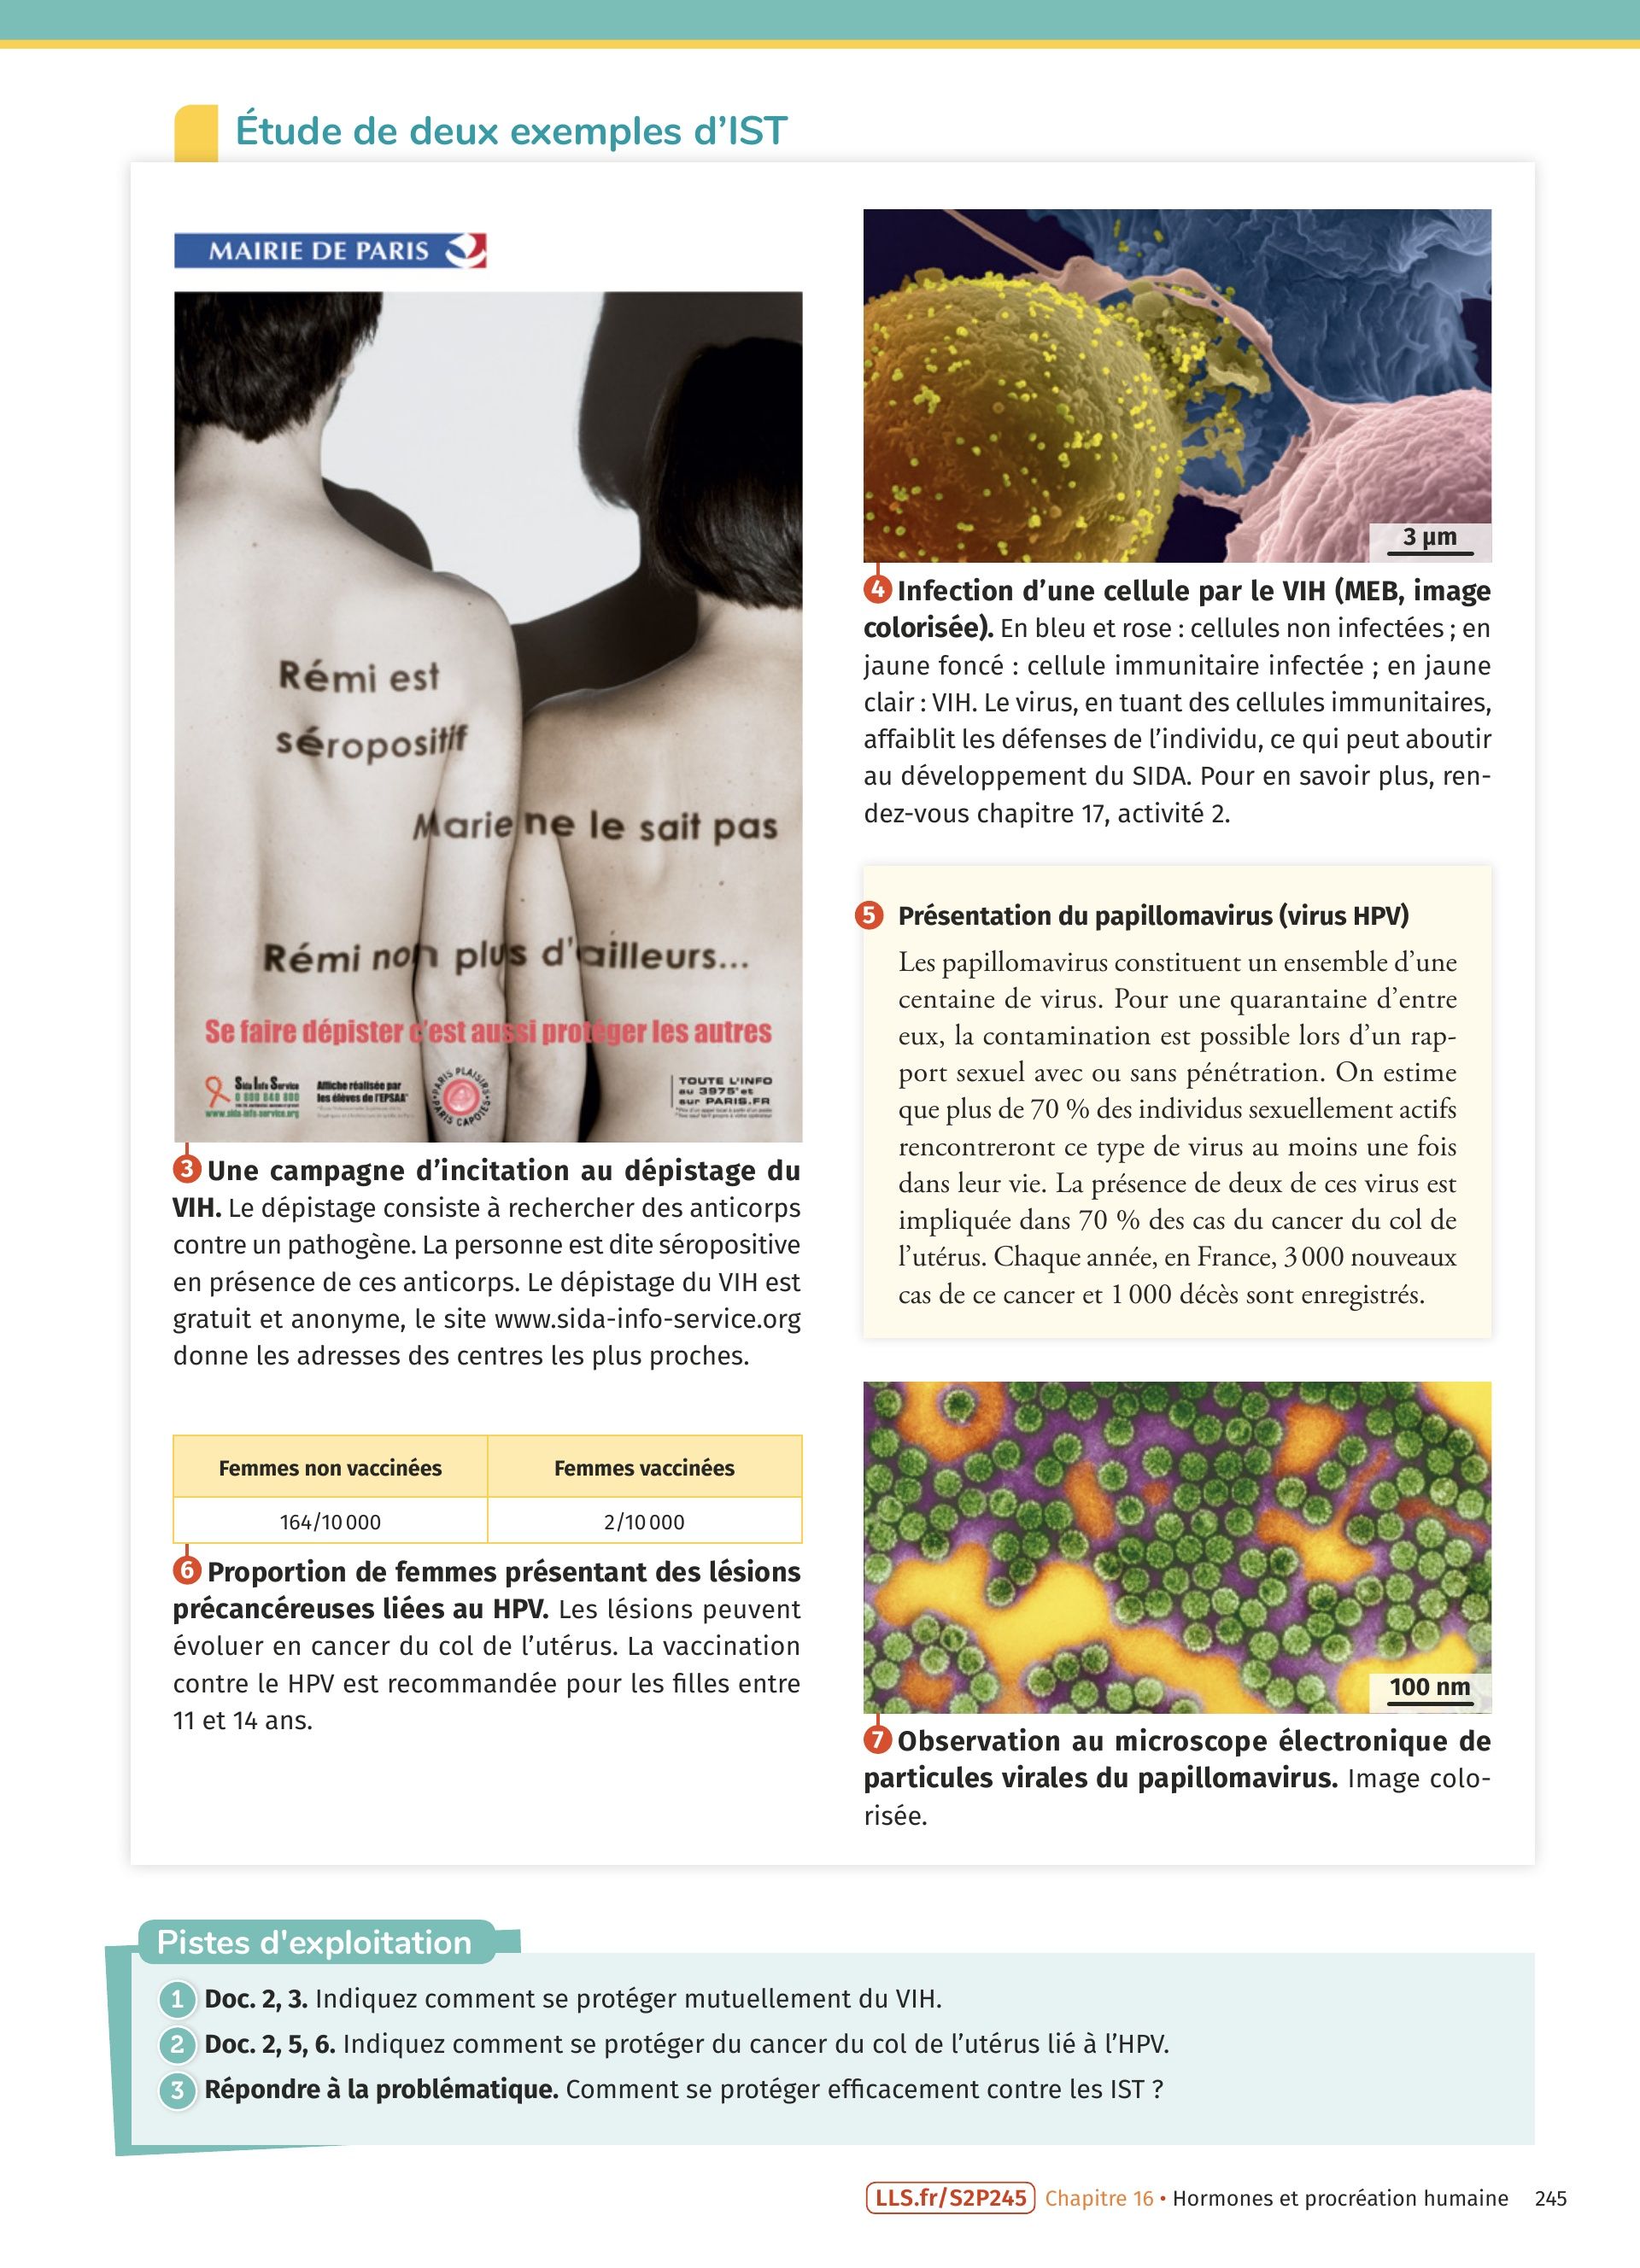 Étude de deux exemples d’IST
MAIRIE DE PARIS
Rémi est
séropositif
Marie ne le sait pas
Rémi non plus d'ailleurs...
Se faire dépister c'est aussi protéger les autres
Sida Info Service
0 800 840 800
www.sida-info-service.org
Affiche réalisée par
les élèves de l'EPSAA
PARIS PLAISIRS
PARIS CAPOTES
TOUTE L'INFO
au 3975* et
sur PARIS.FR
3 Une campagne d’incitation au dépistage du
VIH. Le dépistage consiste à rechercher des anticorps
contre un pathogène. La personne est dite séropositive
en présence de ces anticorps. Le dépistage du VIH est
gratuit et anonyme, le site www.sida-info-service.org
donne les adresses des centres les plus proches.
Femmes non vaccinées Femmes vaccinées
164/10 000 2/10 000
6 Proportion de femmes présentant des lésions
précancéreuses liées au HPV. Les lésions peuvent
évoluer en cancer du col de l’utérus. La vaccination
contre le HPV est recommandée pour les filles entre
11 et 14 ans.
3 µm
4 Infection d’une cellule par le VIH (MEB, image
colorisée). En bleu et rose : cellules non infectées ; en
jaune foncé : cellule immunitaire infectée ; en jaune
clair : VIH. Le virus, en tuant des cellules immunitaires,
affaiblit les défenses de l’individu, ce qui peut aboutir
au développement du SIDA. Pour en savoir plus, ren-
dez-vous chapitre 17, activité 2.
5 Présentation du papillomavirus (virus HPV)
Les papillomavirus constituent un ensemble d’une
centaine de virus. Pour une quarantaine d’entre
eux, la contamination est possible lors d’un rap-
port sexuel avec ou sans pénétration. On estime
que plus de 70 % des individus sexuellement actifs
rencontreront ce type de virus au moins une fois
dans leur vie. La présence de deux de ces virus est
impliquée dans 70 % des cas du cancer du col de
l’utérus. Chaque année, en France, 3 000 nouveaux
cas de ce cancer et 1 000 décès sont enregistrés.
100 nm
7 Observation au microscope électronique de
particules virales du papillomavirus. Image colo-
risée.
Pistes d'exploitation
1 Doc. 2, 3. Indiquez comment se protéger mutuellement du VIH.
2 Doc. 2, 5, 6. Indiquez comment se protéger du cancer du col de l’utérus lié à l’HPV.
3 Répondre à la problématique. Comment se protéger efficacement contre les IST ?
LLS.fr/S2P245 Chapitre 16 • Hormones et procréation humaine 245